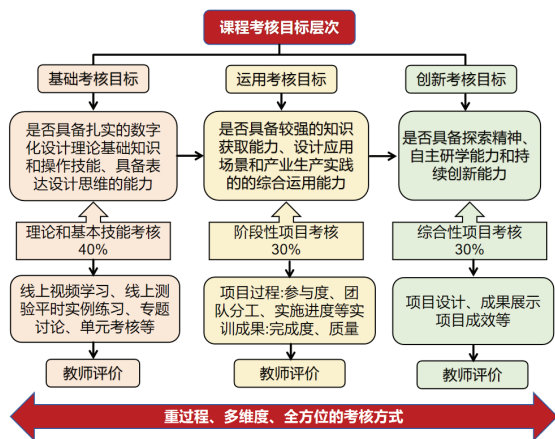 课程考核目标层次
基础考核目标
运用考核目标
创新考核目标
是否具备扎实的数字
化设计理论基础知识
和操作技能、具备表
达设计思维的能力
是否具备较强的知识
获取能力、设计应用
场景和产业生产实践
的的综合运用能力
是否具备探索精神、
自主研学能力和持
续创新能力
理论和基本技能考核
40%
阶段性项目考核
30%
综合性项目考核
30%
线上视频学习、线上测
验平时实例练习、专题
讨论、单元考核等
项目过程:参与度、团
队分工、实施进度等实
训成果:完成度、质量
项目设计、成果展示
项目成效等
教师评价
教师评价
教师评价
重过程、多维度、全方位的考核方式